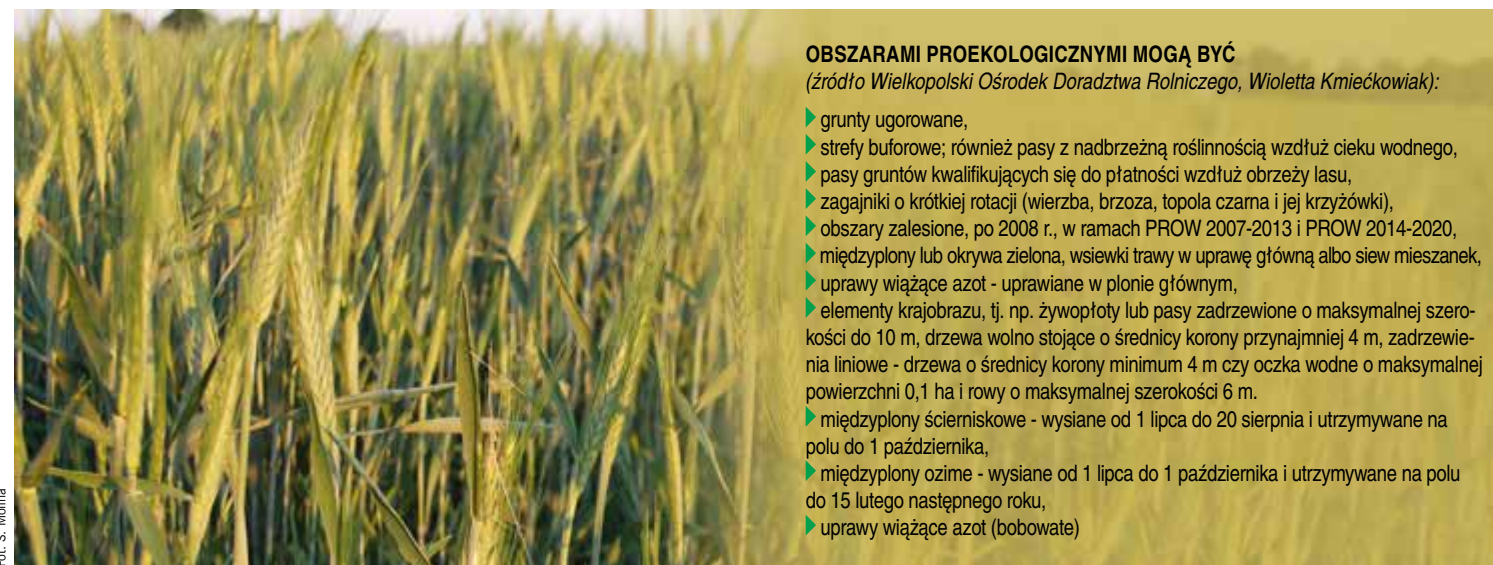 OBSZARAMI PROEKOLOGICZNYMI MOGĄ BYĆ
(źródło Wielkopolski Ośrodek Doradztwa Rolniczego, Wioletta Kmiećkowiak):
grunty ugorowane,
strefy buforowe; również pasy z nadbrzeżną roślinnością wzdłuż cieku wodnego,
pasy gruntów kwalifikujących się do płatności wzdłuż obrzeży lasu,
zagajniki o krótkiej rotacji (wierzba, brzoza, topola czarna i jej krzyżówki),
obszary zalesione, po 2008 r., w ramach PROW 2007-2013 i PROW 2014-2020,
międzyplony lub okrywa zielona, wsiewki trawy w uprawę główną albo siew mieszanek,
uprawy wiążące azot - uprawiane w plonie głównym,
elementy krajobrazu, tj. np. żywopłoty lub pasy zadrzewione o maksymalnej szero-
kości do 10 m, drzewa wolno stojące o średnicy korony przynajmniej 4 m, zadrzewie-
nia liniowe - drzewa o średnicy korony minimum 4 m czy oczka wodne o maksymalnej
powierzchni 0,1 ha i rowy o maksymalnej szerokości 6 m.
międzyplony ścierniskowe - wysiane od 1 lipca do 20 sierpnia i utrzymywane na
polu do 1 października,
międzyplony ozime - wysiane od 1 lipca do 1 października i utrzymywane na polu
do 15 lutego następnego roku,
uprawy wiążące azot (bobowate)